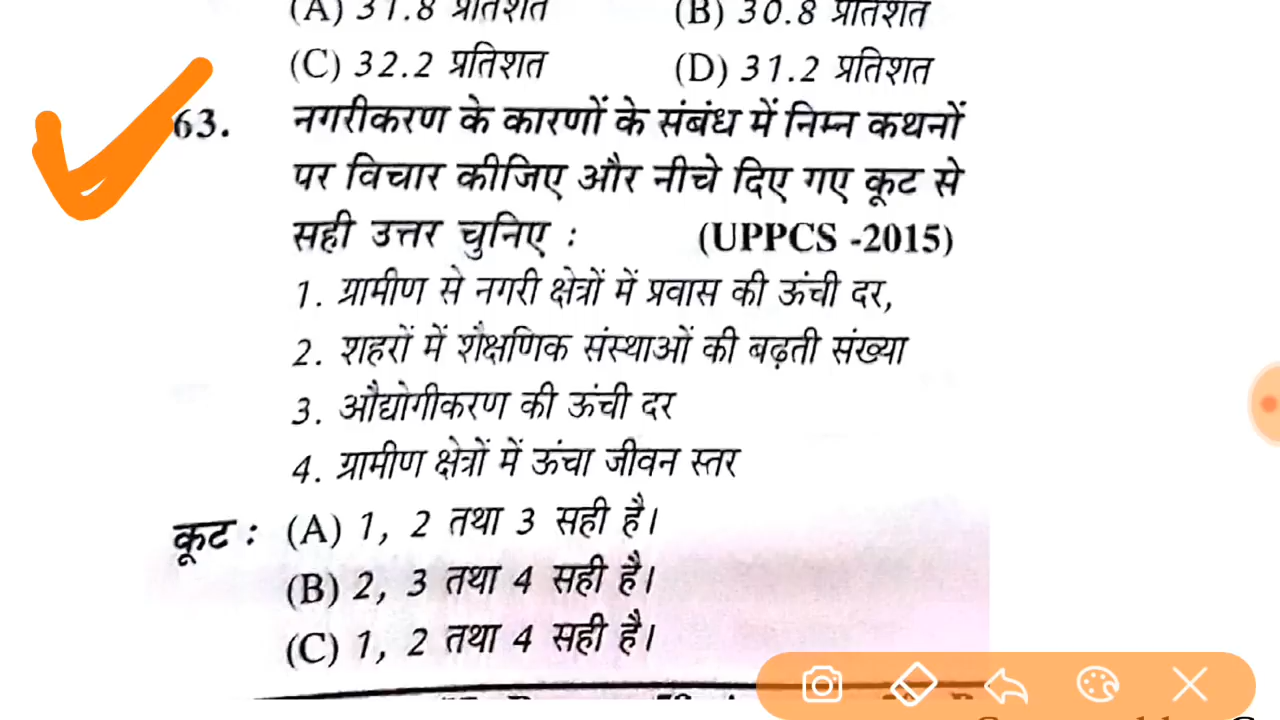 (A) 31.8 प्रतिशत (B) 30.8 प्रतिशत
(C) 32.2 प्रतिशत (D) 31.2 प्रतिशत
63. नगरीकरण के कारणों के संबंध में निम्न कथनों
पर विचार कीजिए और नीचे दिए गए कूट से
सही उत्तर चुनिए : (UPPCS -2015)
1. ग्रामीण से नगरी क्षेत्रों में प्रवास की ऊंची दर,
2. शहरों में शैक्षणिक संस्थाओं की बढ़ती संख्या
3. औद्योगीकरण की ऊंची दर
4. ग्रामीण क्षेत्रों में ऊंचा जीवन स्तर
कूट : (A) 1, 2 तथा 3 सही है।
(B) 2, 3 तथा 4 सही है।
(C) 1, 2 तथा 4 सही है।